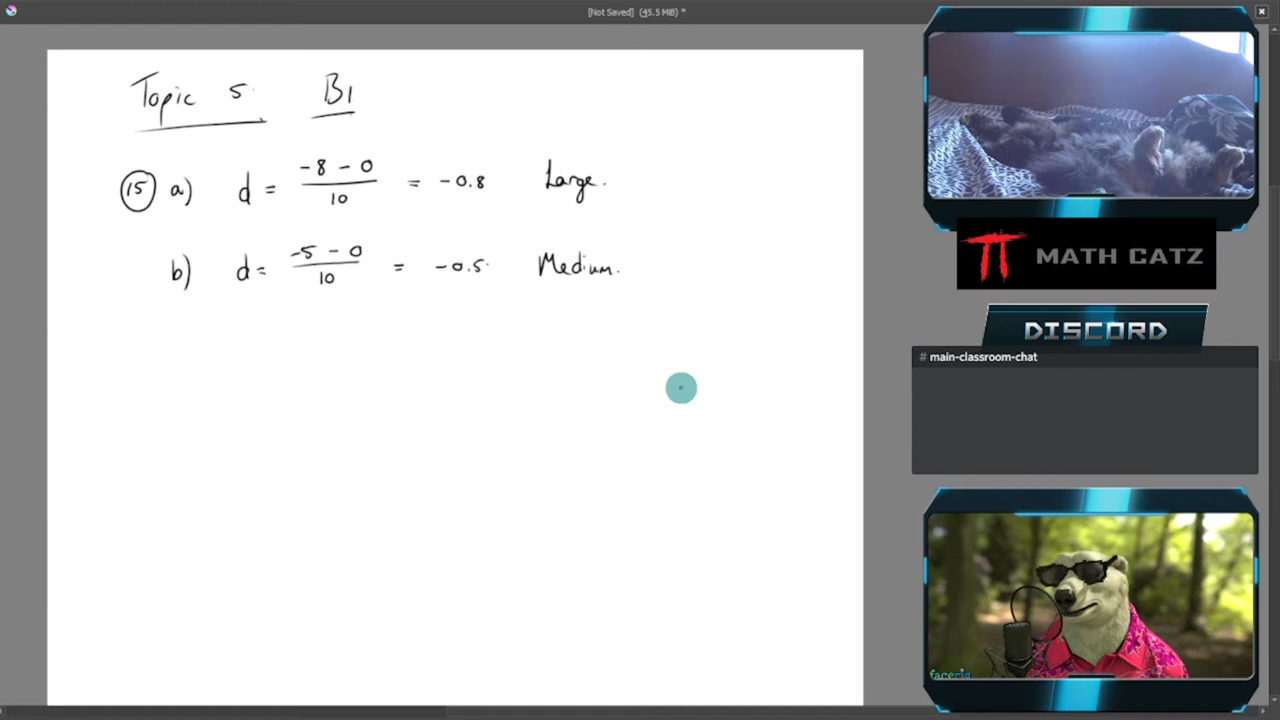 [Not Saved] (45.5 MiB) *
Topic 5. B1
15 a) d = -8 - 0 / 10 = -0.8 Large.
b) d = -5 - 0 / 10 = -0.5. Medium.
MATH CATZ
DISCORD
# main-classroom-chat
facerig